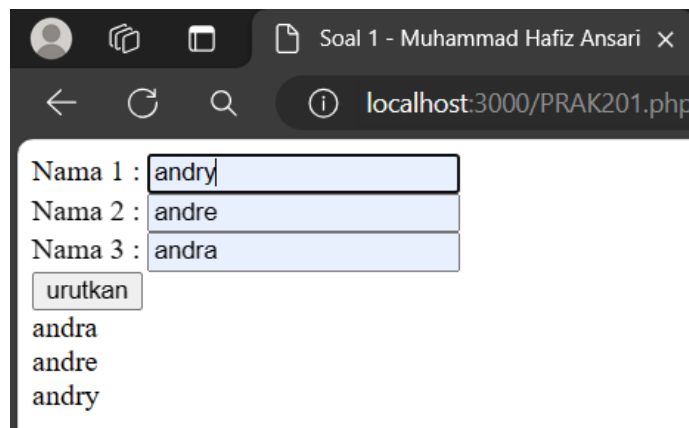 Soal 1 - Muhammad Hafiz Ansari
localhost:3000/PRAK201.php
Nama 1 : andry
Nama 2 : andre
Nama 3 : andra
urutkan
andra
andre
andry